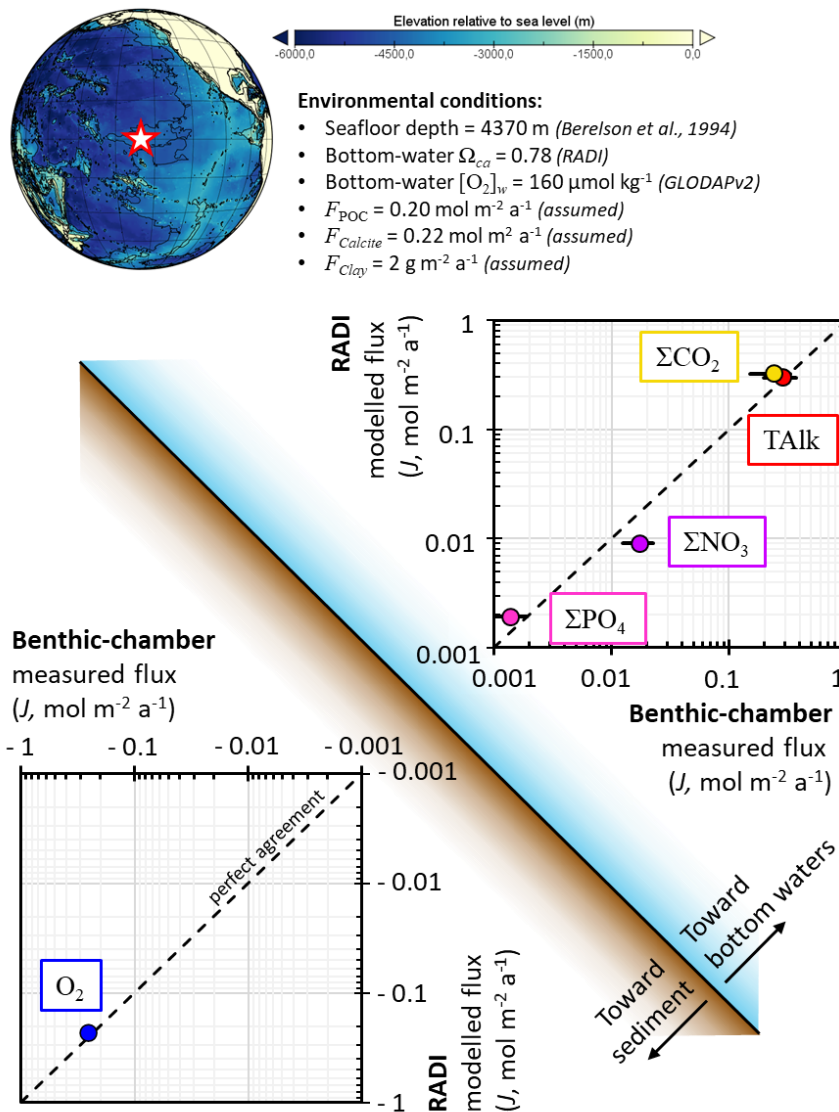 Elevation relative to sea level (m)
-6000,0 -4500,0 -3000,0 -1500,0 0,0
Environmental conditions:
• Seafloor depth = 4370 m (Berelson et al., 1994)
• Bottom-water Ωca = 0.78 (RADI)
• Bottom-water [O2]w = 160 μmol kg-1 (GLODAPv2)
• FPOC = 0.20 mol m-2 a-1 (assumed)
• FCalcite = 0.22 mol m2 a-1 (assumed)
• FClay = 2 g m-2 a-1 (assumed)
RADI
modelled flux
(J, mol m-2 a-1)
1
0.1
0.01
0.001
ΣCO2
TAlk
ΣNO3
ΣPO4
0.001 0.01 0.1 1
Benthic-chamber
measured flux
(J, mol m-2 a-1)
Benthic-chamber
measured flux
(J, mol m-2 a-1)
- 1 - 0.1 - 0.01 - 0.001
- 0.001
- 0.01
- 0.1
- 1
perfect agreement
O2
RADI
modelled flux
(J, mol m-2 a-1)
Toward
bottom waters
Toward
sediment